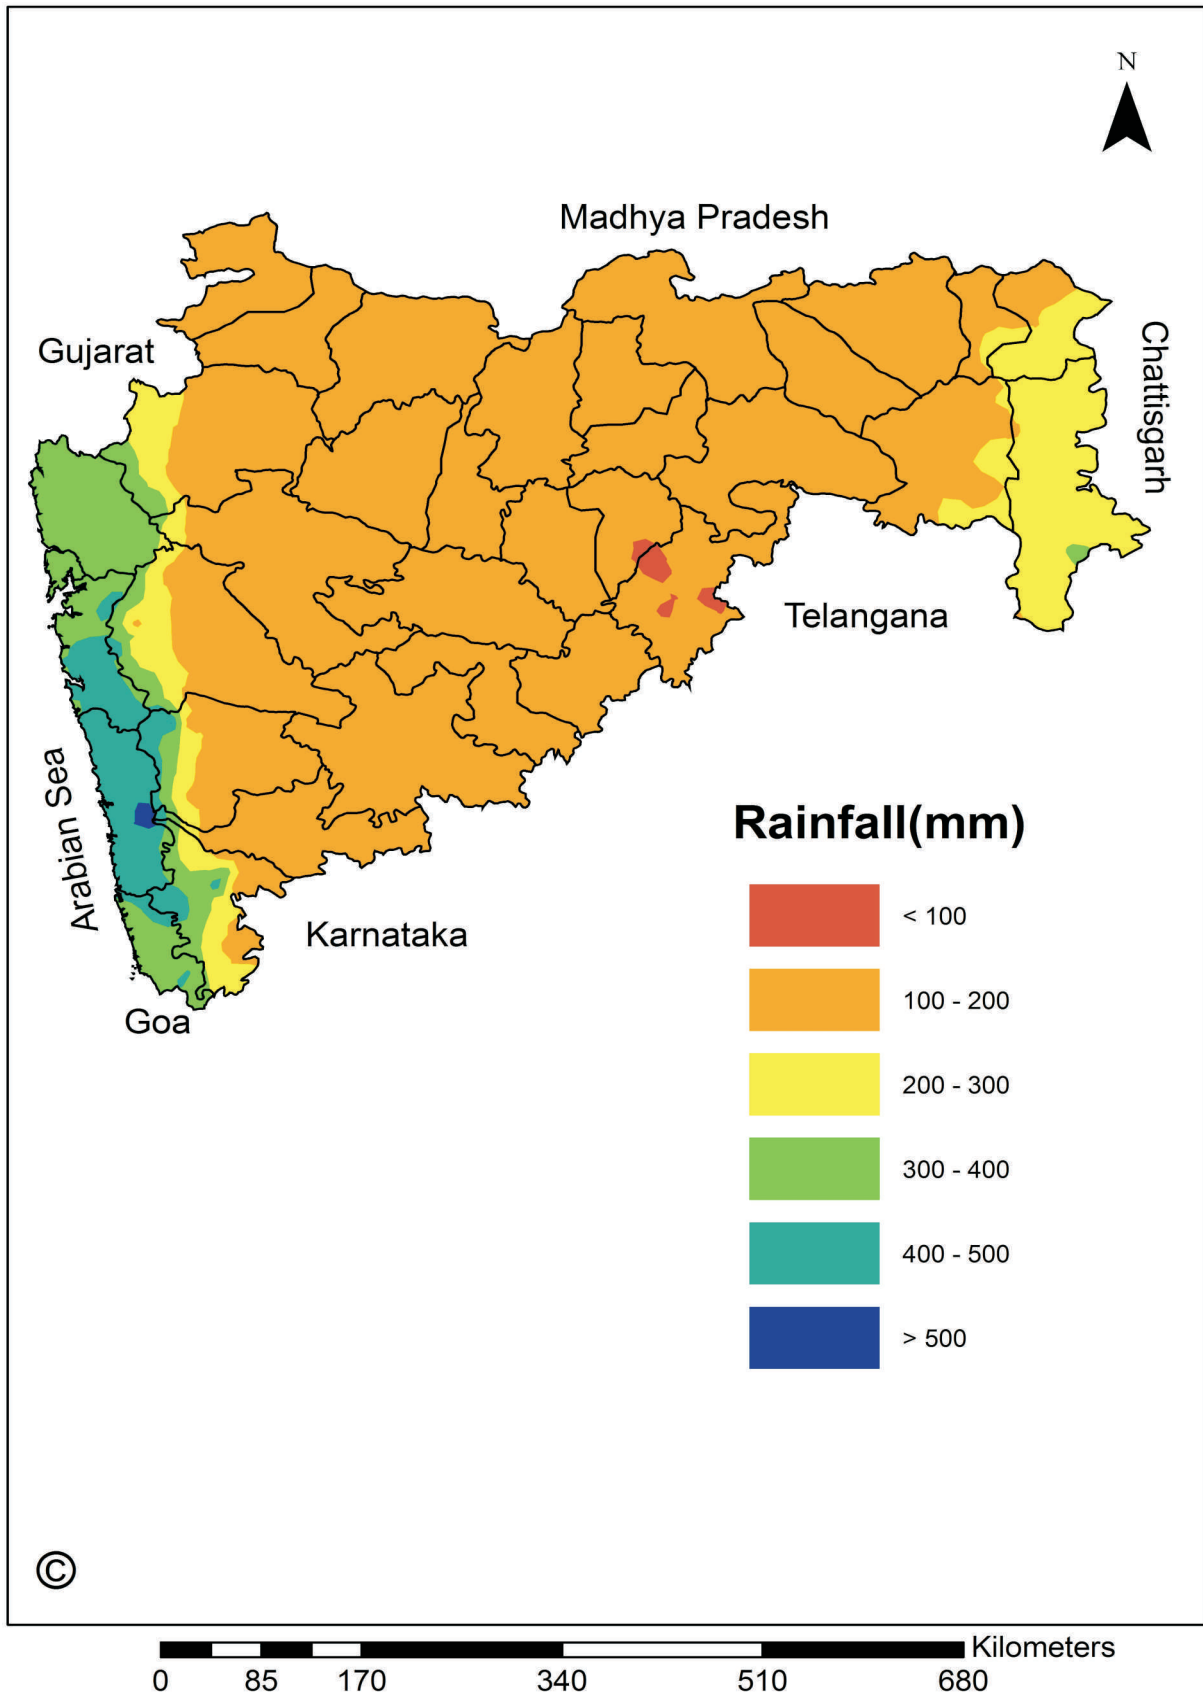 N
Madhya Pradesh
Gujarat
Chattisgarh
Telangana
Arabian Sea
Karnataka
Goa
Rainfall(mm)
< 100
100 - 200
200 - 300
300 - 400
400 - 500
> 500
©
Kilometers
0 85 170 340 510 680